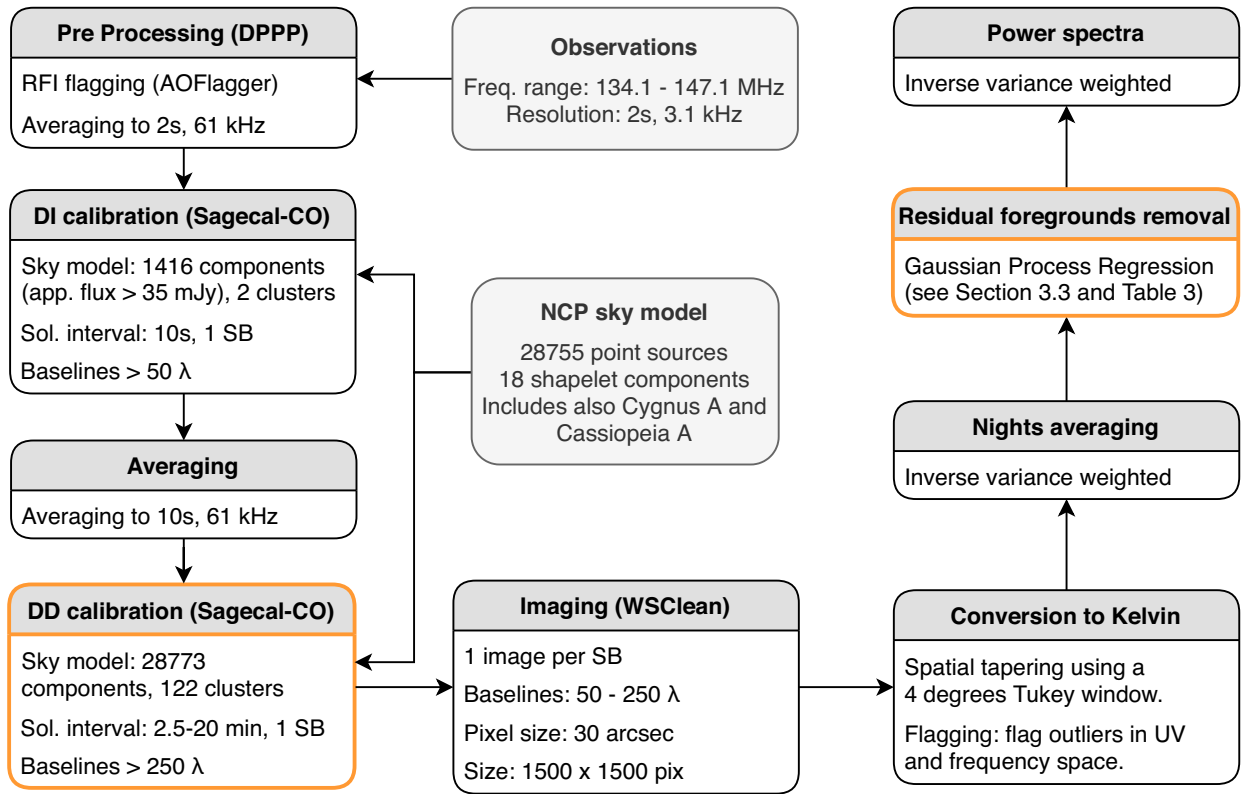 Pre Processing (DPPP)
RFI flagging (AOFlagger)
Averaging to 2s, 61 kHz
Observations
Freq. range: 134.1 - 147.1 MHz
Resolution: 2s, 3.1 kHz
DI calibration (Sagecal-CO)
Sky model: 1416 components
(app. flux > 35 mJy), 2 clusters
Sol. interval: 10s, 1 SB
Baselines > 50 λ
NCP sky model
28755 point sources
18 shapelet components
Includes also Cygnus A and
Cassiopeia A
Averaging
Averaging to 10s, 61 kHz
DD calibration (Sagecal-CO)
Sky model: 28773
components, 122 clusters
Sol. interval: 2.5-20 min, 1 SB
Baselines > 250 λ
Imaging (WSClean)
1 image per SB
Baselines: 50 - 250 λ
Pixel size: 30 arcsec
Size: 1500 x 1500 pix
Conversion to Kelvin
Spatial tapering using a
4 degrees Tukey window.
Flagging: flag outliers in UV
and frequency space.
Nights averaging
Inverse variance weighted
Residual foregrounds removal
Gaussian Process Regression
(see Section 3.3 and Table 3)
Power spectra
Inverse variance weighted